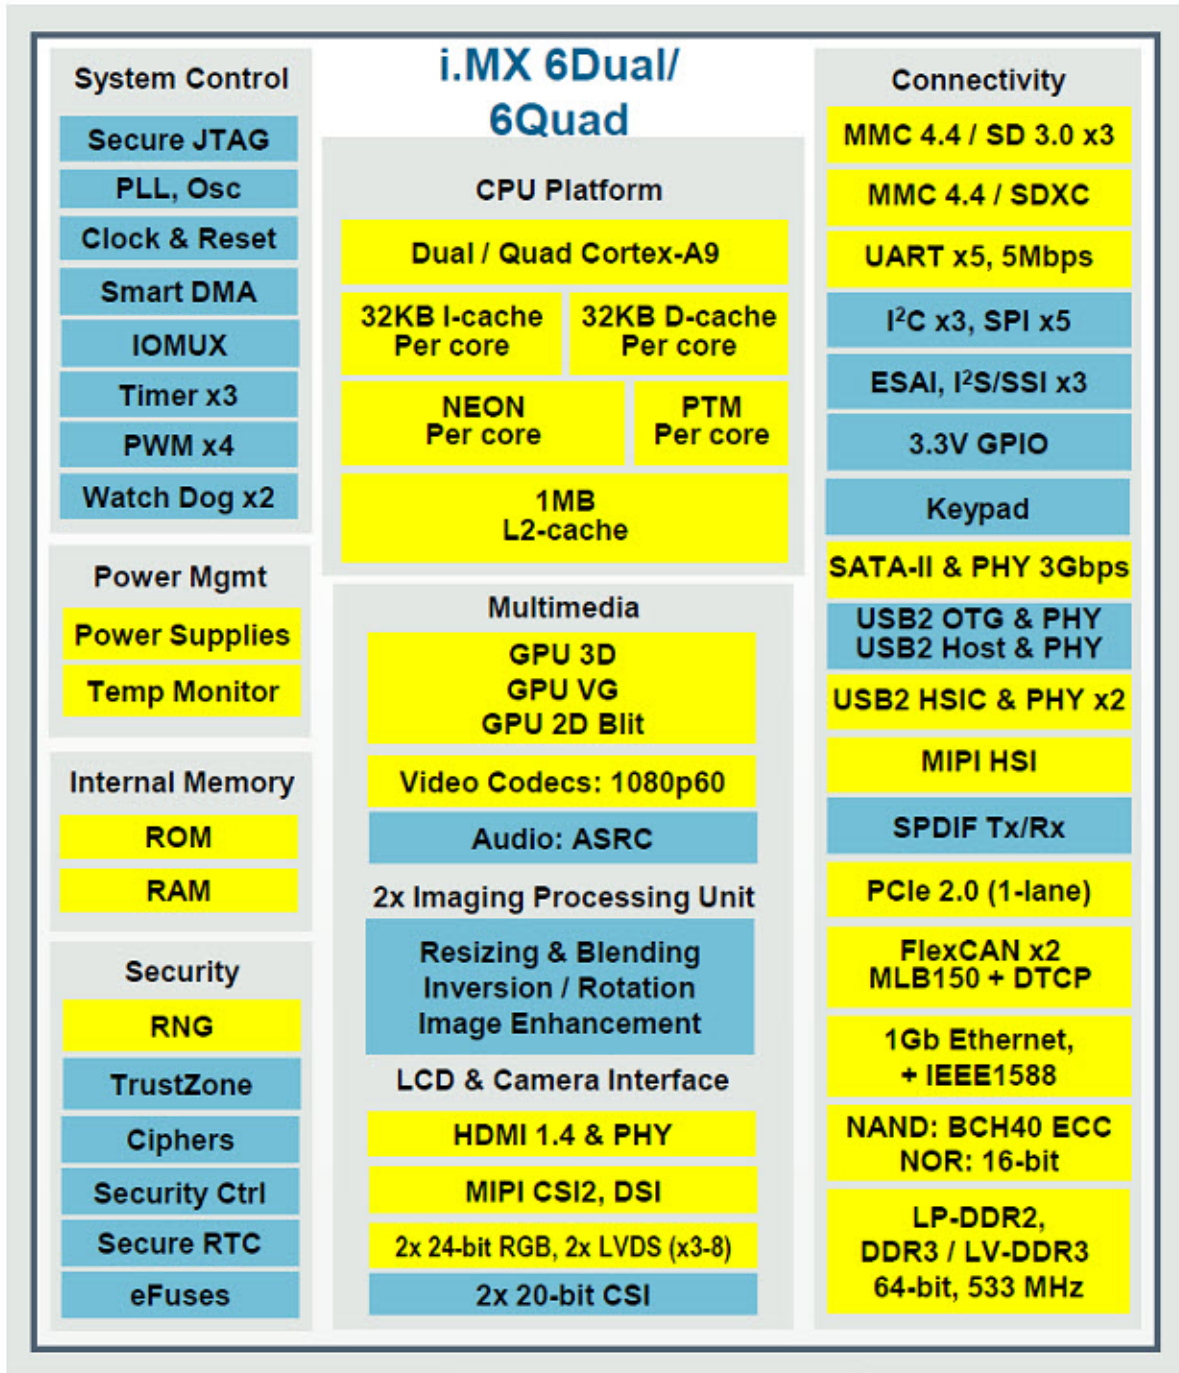 i.MX 6Dual/
6Quad
System Control
Secure JTAG
PLL, Osc
Clock & Reset
Smart DMA
IOMUX
Timer x3
PWM x4
Watch Dog x2
Power Mgmt
Power Supplies
Temp Monitor
Internal Memory
ROM
RAM
Security
RNG
TrustZone
Ciphers
Security Ctrl
Secure RTC
eFuses
CPU Platform
Dual / Quad Cortex-A9
32KB I-cache
Per core
32KB D-cache
Per core
NEON
Per core
PTM
Per core
1MB
L2-cache
Multimedia
GPU 3D
GPU VG
GPU 2D Blit
Video Codecs: 1080p60
Audio: ASRC
2x Imaging Processing Unit
Resizing & Blending
Inversion / Rotation
Image Enhancement
LCD & Camera Interface
HDMI 1.4 & PHY
MIPI CSI2, DSI
2x 24-bit RGB, 2x LVDS (x3-8)
2x 20-bit CSI
Connectivity
MMC 4.4 / SD 3.0 x3
MMC 4.4 / SDXC
UART x5, 5Mbps
I²C x3, SPI x5
ESAI, I²S/SSI x3
3.3V GPIO
Keypad
SATA-II & PHY 3Gbps
USB2 OTG & PHY
USB2 Host & PHY
USB2 HSIC & PHY x2
MIPI HSI
SPDIF Tx/Rx
PCIe 2.0 (1-lane)
FlexCAN x2
MLB150 + DTCP
1Gb Ethernet,
+ IEEE1588
NAND: BCH40 ECC
NOR: 16-bit
LP-DDR2,
DDR3 / LV-DDR3
64-bit, 533 MHz